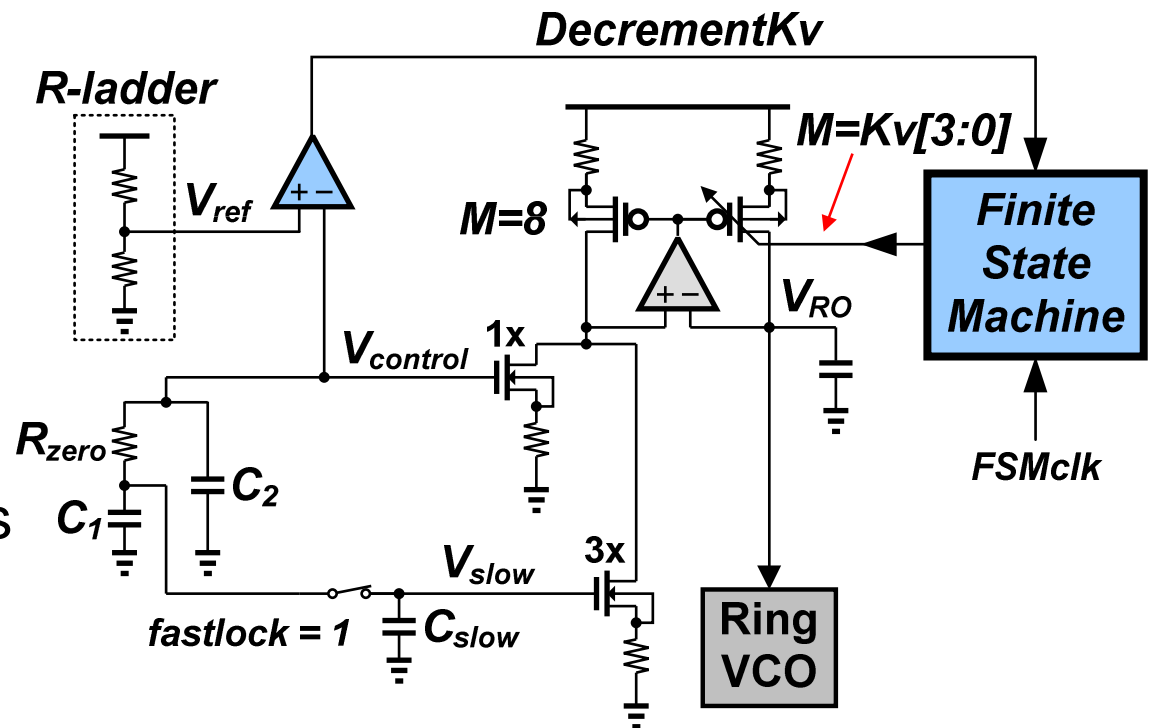 DecrementKv
R-ladder
M=Kv[3:0]
+ −
Vref
M=8
Finite
State
Machine
+ −
VRO
1x
Vcontrol
Rzero
C2
FSMclk
C1
S
3x
Vslow
fastlock = 1
Cslow
Ring
VCO